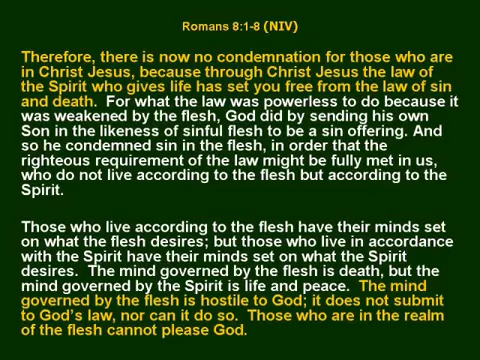 Romans 8:1-8 (NIV)
Therefore, there is now no condemnation for those who are
in Christ Jesus, because through Christ Jesus the law of
the Spirit who gives life has set you free from the law of sin
and death. For what the law was powerless to do because it
was weakened by the flesh, God did by sending his own
Son in the likeness of sinful flesh to be a sin offering. And
so he condemned sin in the flesh, in order that the
righteous requirement of the law might be fully met in us,
who do not live according to the flesh but according to the
Spirit.
Those who live according to the flesh have their minds set
on what the flesh desires; but those who live in accordance
with the Spirit have their minds set on what the Spirit
desires. The mind governed by the flesh is death, but the
mind governed by the Spirit is life and peace. The mind
governed by the flesh is hostile to God; it does not submit
to God's law, nor can it do so. Those who are in the realm
of the flesh cannot please God.